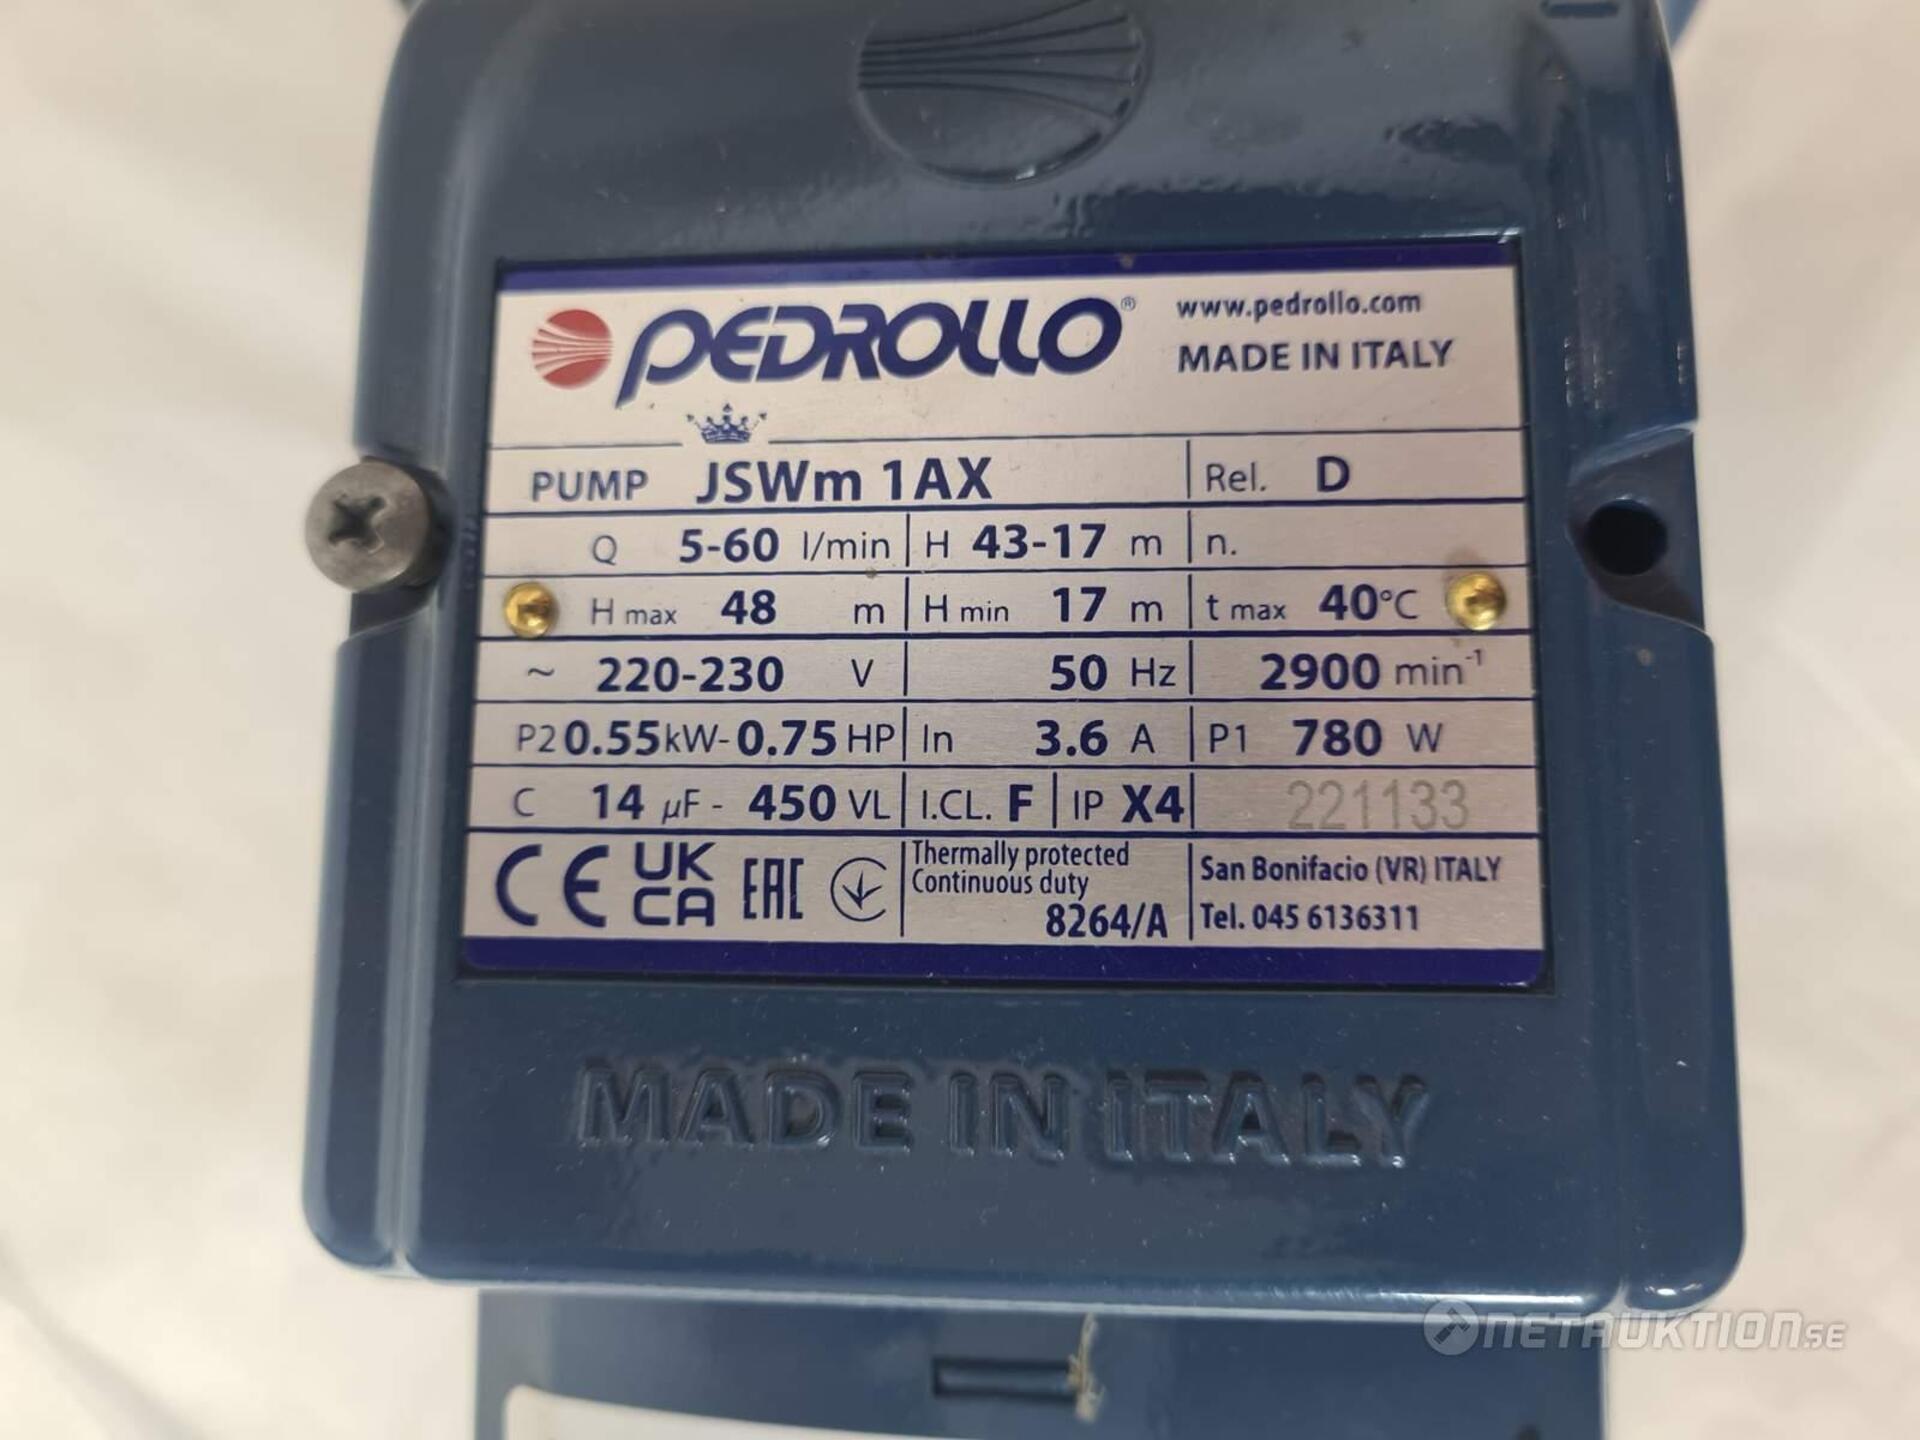 PEDROLLO®
www.pedrollo.com
MADE IN ITALY
PUMP JSWm 1AX Rel. D
Q 5-60 l/min H 43-17 m n.
H max 48 m H min 17 m t max 40°C
~ 220-230 V 50 Hz 2900 min⁻¹
P2 0.55 kW- 0.75 HP In 3.6 A P1 780 W
C 14 µF - 450 VL I.CL. F IP X4 221133
CE UK CA EAC
Thermally protected
Continuous duty
8264/A
San Bonifacio (VR) ITALY
Tel. 045 6136311
MADE IN ITALY
NETAUKTION.SE